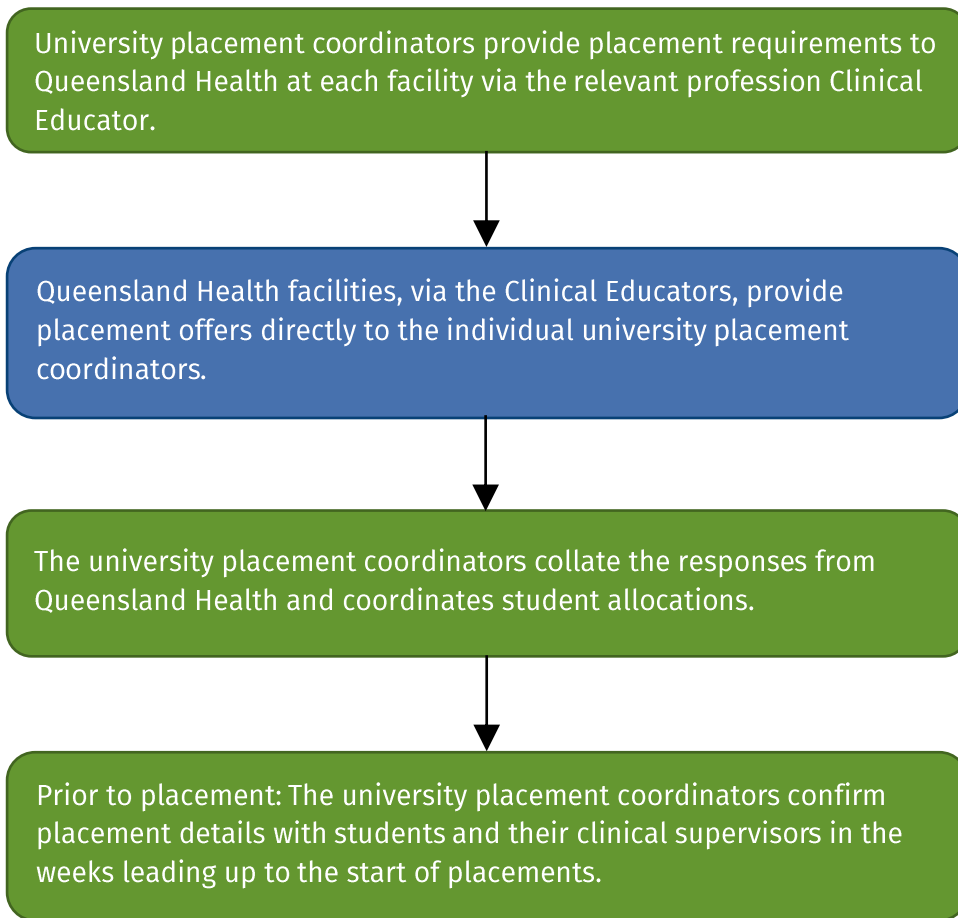 University placement coordinators provide placement requirements to
Queensland Health at each facility via the relevant profession Clinical
Educator.
Queensland Health facilities, via the Clinical Educators, provide
placement offers directly to the individual university placement
coordinators.
The university placement coordinators collate the responses from
Queensland Health and coordinates student allocations.
Prior to placement: The university placement coordinators confirm
placement details with students and their clinical supervisors in the
weeks leading up to the start of placements.